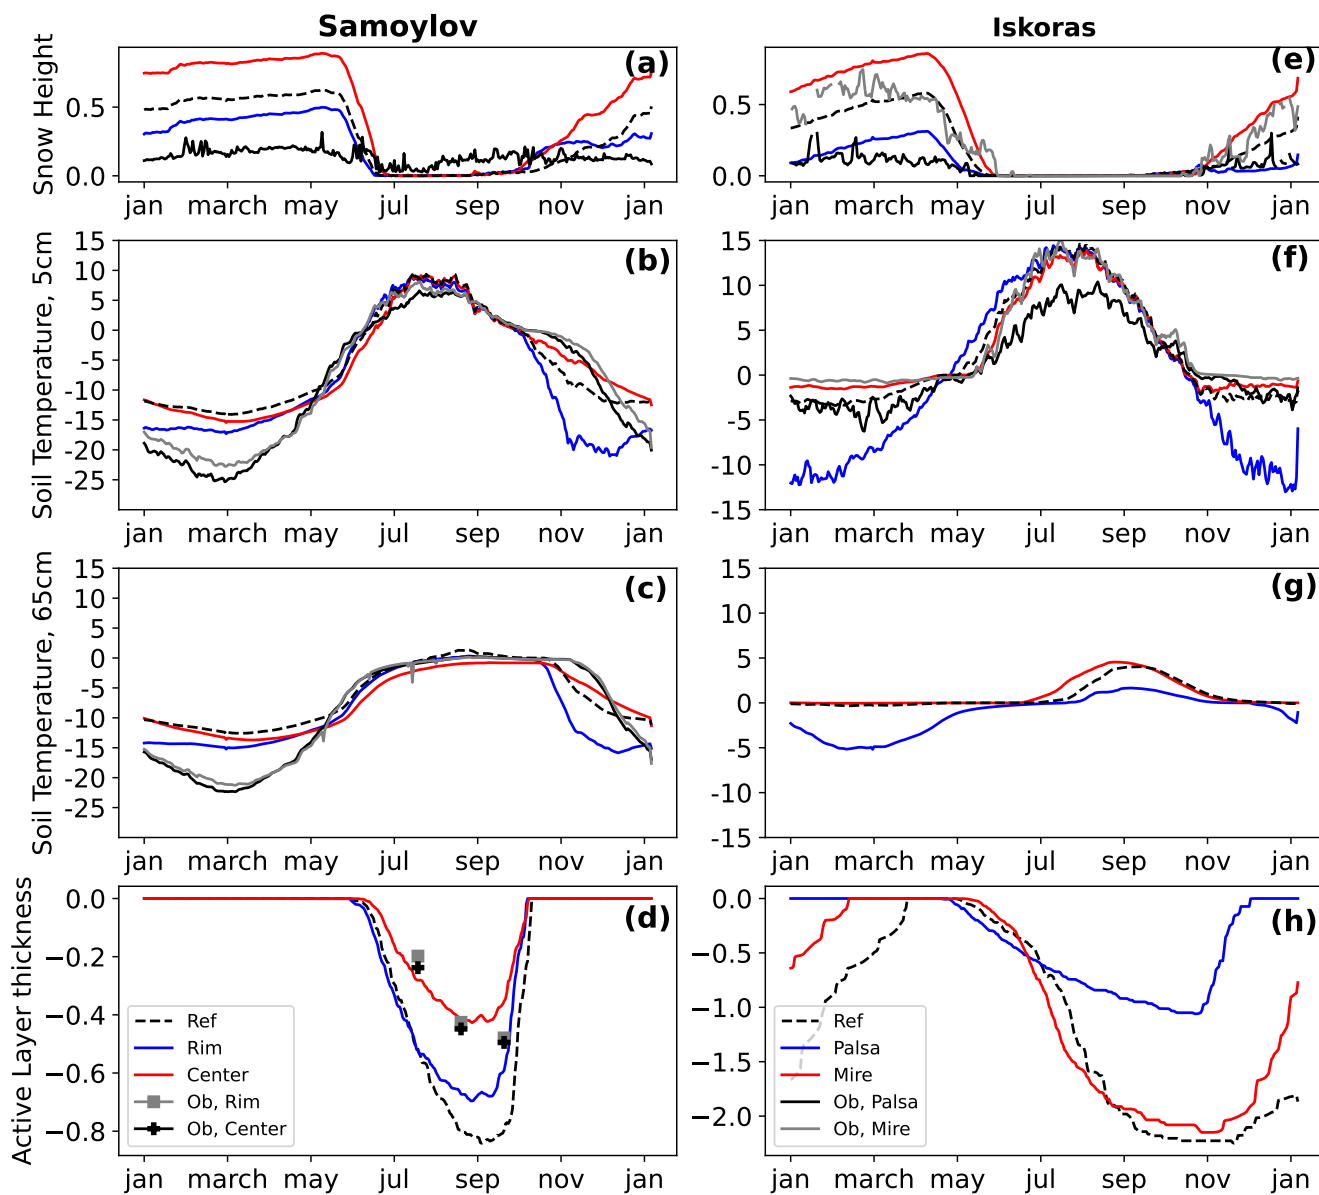 Samoylov
Iskoras
Snow Height
0.5
0.0
(a)
jan march may jul sep nov jan
0.5
0.0
(e)
jan march may jul sep nov jan
Soil Temperature, 5cm
15
10
5
0
-5
-10
-15
-20
-25
(b)
jan march may jul sep nov jan
15
10
5
0
-5
-10
-15
(f)
jan march may jul sep nov jan
Soil Temperature, 65cm
15
10
5
0
-5
-10
-15
-20
-25
(c)
jan march may jul sep nov jan
15
10
5
0
-5
-10
-15
(g)
jan march may jul sep nov jan
Active Layer thickness
0.0
−0.2
−0.4
−0.6
−0.8
(d)
Ref
Rim
Center
Ob, Rim
Ob, Center
jan march may jul sep nov jan
0.0
−0.5
−1.0
−1.5
−2.0
(h)
Ref
Palsa
Mire
Ob, Palsa
Ob, Mire
jan march may jul sep nov jan